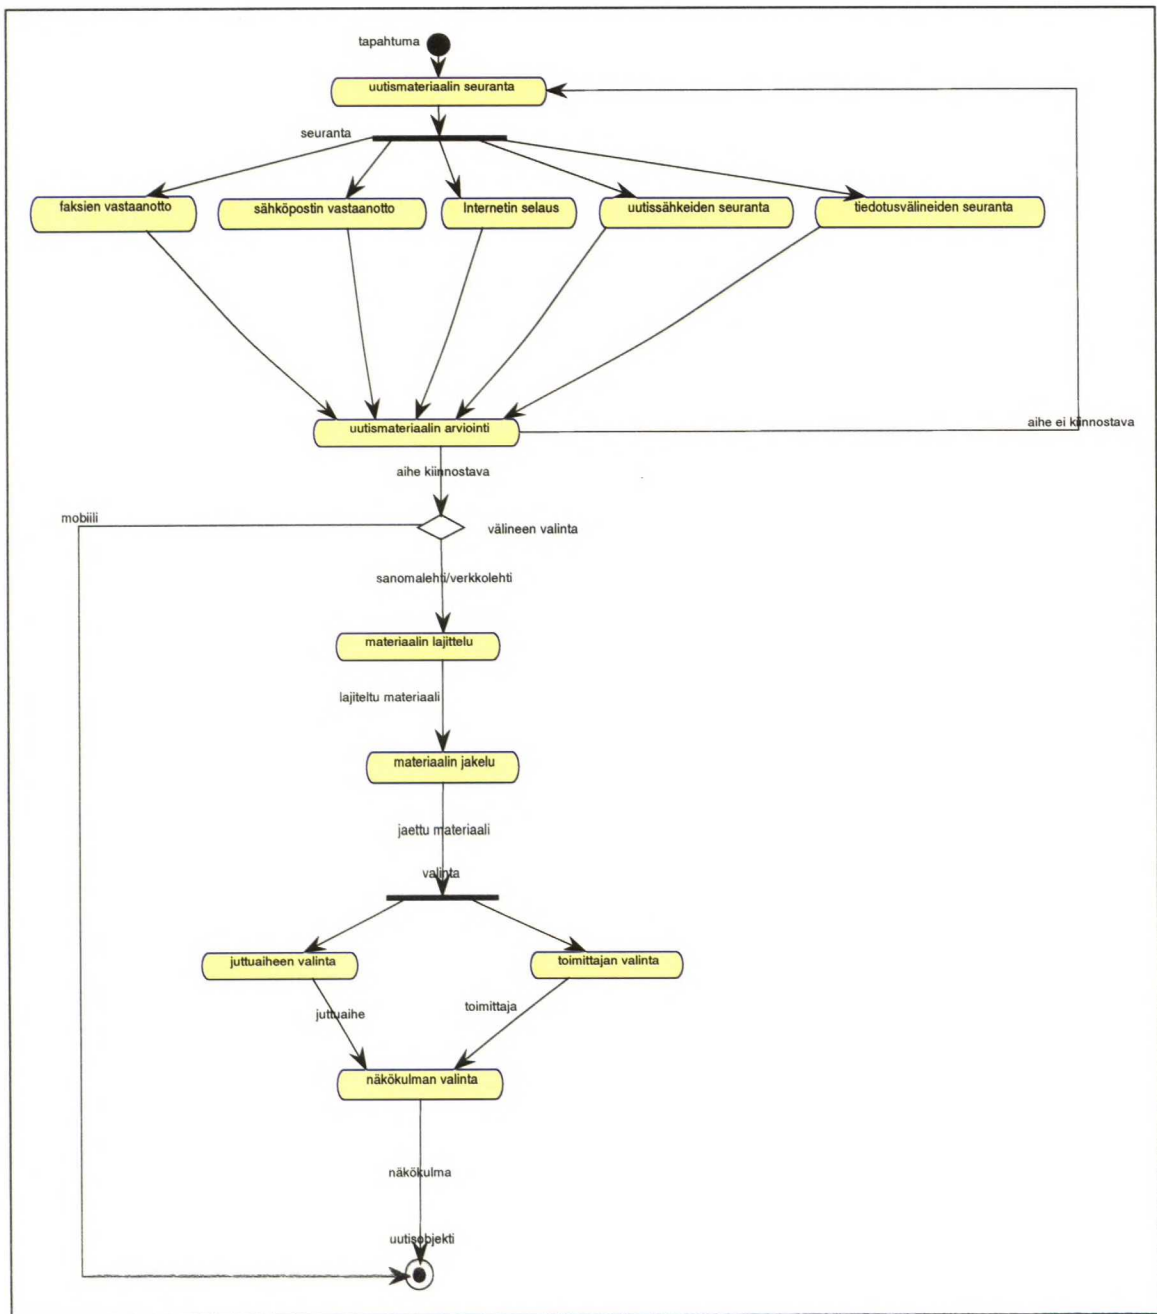 tapahtuma
uutismateriaalin seuranta
seuranta
faksien vastaanotto
sähköpostin vastaanotto
Internetin selaus
uutissähkeiden seuranta
tiedotusvälineiden seuranta
uutismateriaalin arviointi
aihe ei kiinnostava
aihe kiinnostava
mobiili
välineen valinta
sanomalehti/verkkolehti
materiaalin lajittelu
lajiteltu materiaali
materiaalin jakelu
jaettu materiaali
valinta
juttuaiheen valinta
toimittajan valinta
juttuaihe
toimittaja
näkökulman valinta
näkökulma
uutisobjekti